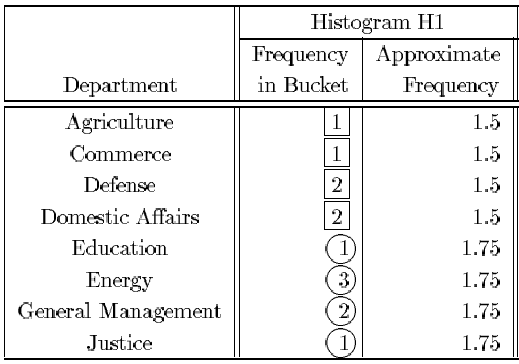 Histogram H1
Frequency Approximate
Department in Bucket Frequency
Agriculture 1 1.5
Commerce 1 1.5
Defense 2 1.5
Domestic Affairs 2 1.5
Education 1 1.75
Energy 3 1.75
General Management 2 1.75
Justice 1 1.75